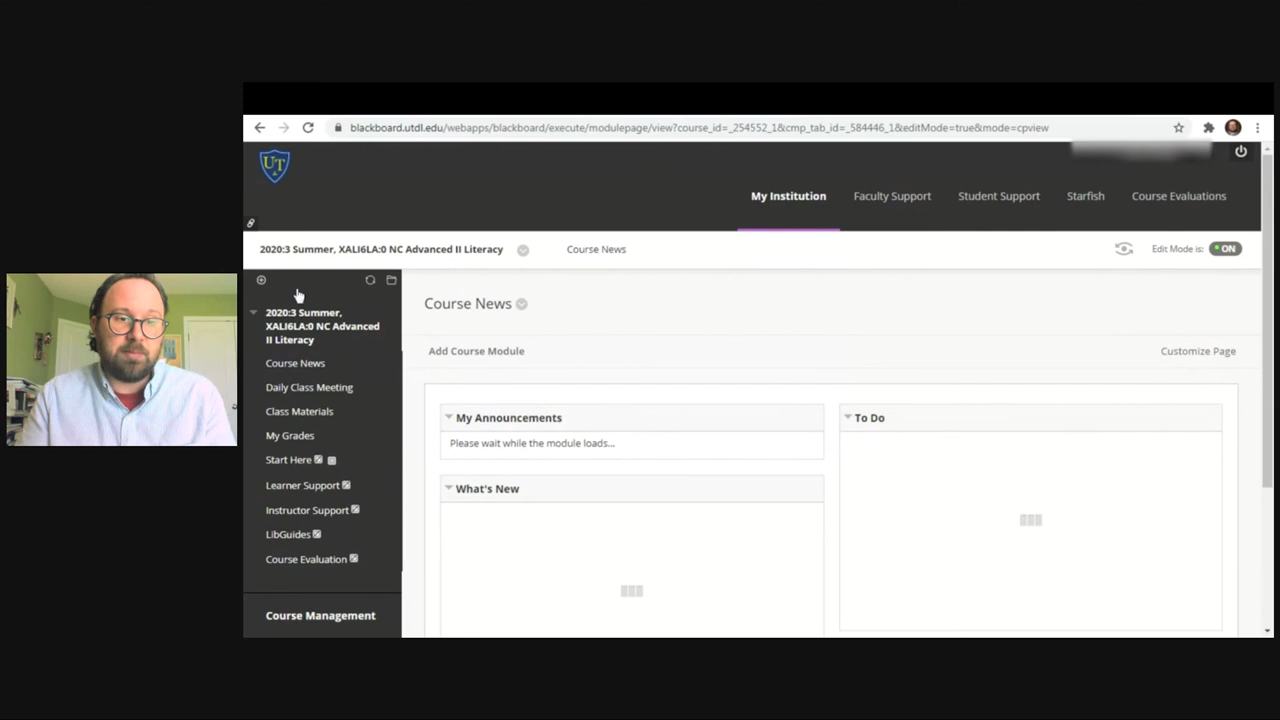 blackboard.utdl.edu/webapps/blackboard/execute/modulepage/view?course_id=_254552_1&cmp_tab_id=_584446_1&editMode=true&mode=cpview
UT
My Institution Faculty Support Student Support Starfish Course Evaluations
2020:3 Summer, XALI6LA:0 NC Advanced II Literacy Course News Edit Mode is: ON
2020:3 Summer,
XALI6LA:0 NC Advanced
II Literacy
Course News
Daily Class Meeting
Class Materials
My Grades
Start Here
Learner Support
Instructor Support
LibGuides
Course Evaluation
Course Management
Course News
Add Course Module Customize Page
My Announcements
Please wait while the module loads...
What's New
To Do